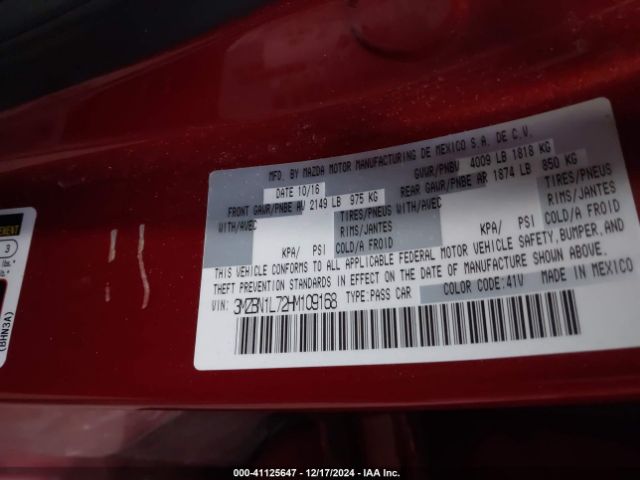 MFD. BY MAZDA MOTOR MANUFACTURING DE MEXICO S.A. DE C.V.
DATE 10/16 GVWR/PNBV 4009 LB 1818 KG
FRONT GAWR/PNBE AV 2149 LB 975 KG REAR GAWR/PNBE AR 1874 LB 850 KG
WITH/AVEC TIRES/PNEUS WITH/AVEC TIRES/PNEUS
RIMS/JANTES RIMS/JANTES
KPA/ PSI COLD/A FROID KPA/ PSI COLD/A FROID
THIS VEHICLE CONFORMS TO ALL APPLICABLE FEDERAL MOTOR VEHICLE SAFETY, BUMPER, AND
THEFT PREVENTION STANDARDS IN EFFECT ON THE DATE OF MANUFACTURE SHOWN ABOVE.
VIN: 3MZBN1L72HM109168 TYPE: PASS CAR COLOR CODE: 41V MADE IN MEXICO
3
lbs.
(BHN3A)
000-41125647 - 12/17/2024 - IAA Inc.